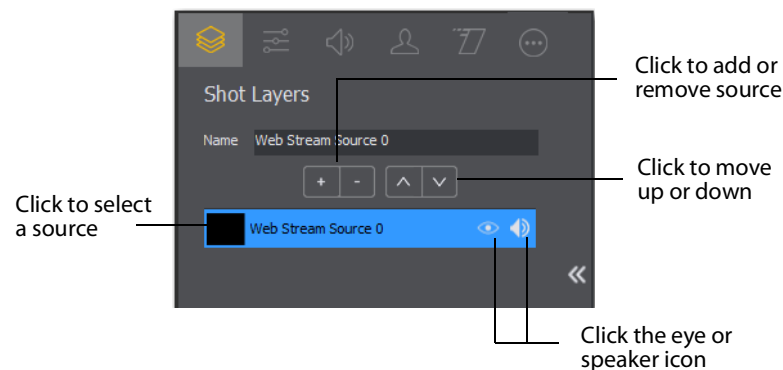 Shot Layers
Click to add or
remove source
Name Web Stream Source 0
+ -
Click to move
up or down
Click to select
a source
Web Stream Source 0
Click the eye or
speaker icon